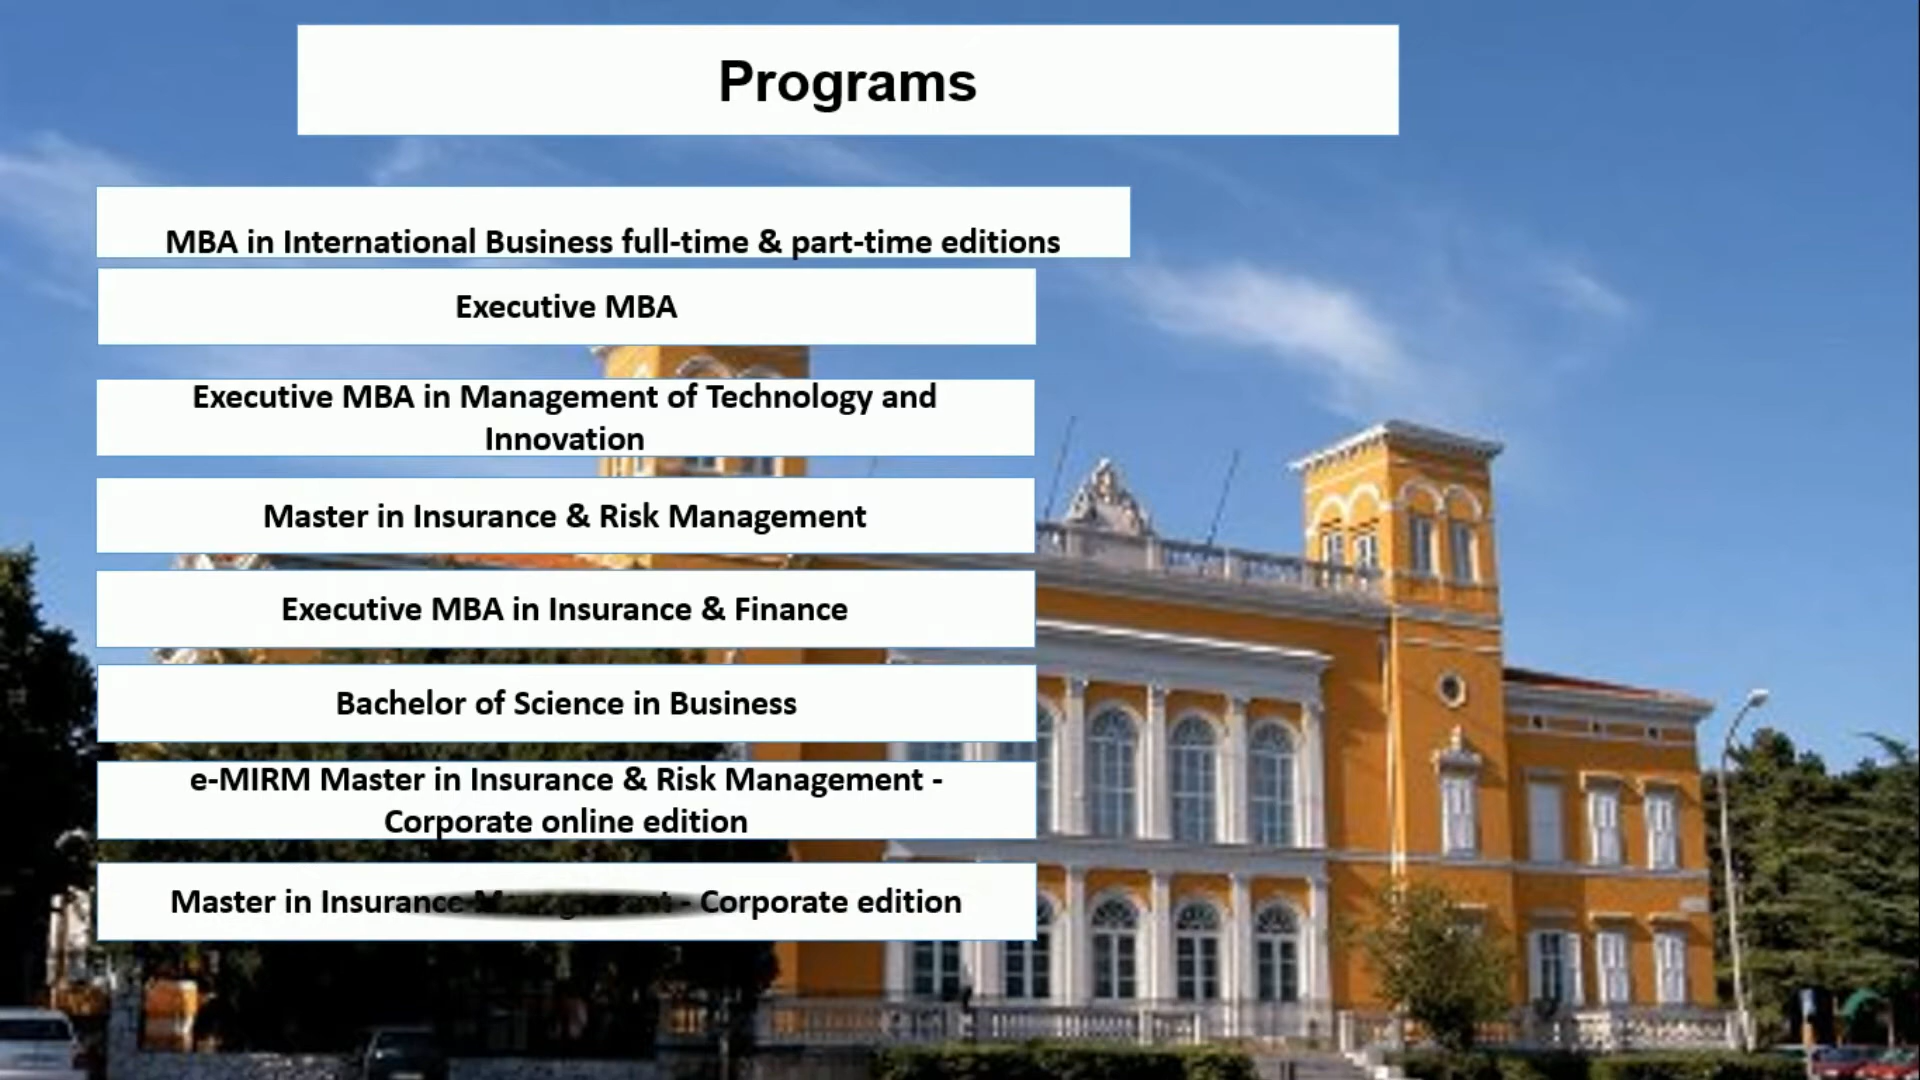 Programs
MBA in International Business full-time & part-time editions
Executive MBA
Executive MBA in Management of Technology and
Innovation
Master in Insurance & Risk Management
Executive MBA in Insurance & Finance
Bachelor of Science in Business
e-MIRM Master in Insurance & Risk Management -
Corporate online edition
Master in Insurance - Corporate edition